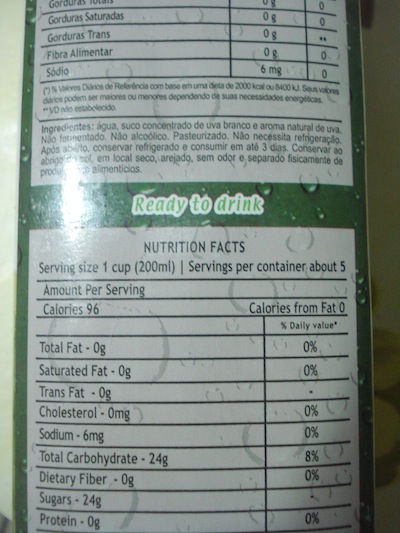 Gorduras Totais 0 g 0
Gorduras Saturadas 0 g 0
Gorduras Trans 0 g **
Fibra Alimentar 0 g 0
Sódio 6 mg 0
(*) % Valores Diários de Referência com base em uma dieta de 2000 kcal ou 8400 kJ. Seus valores
diários podem ser maiores ou menores dependendo de suas necessidades energéticas.
** VD não estabelecido.
Ingredientes: água, suco concentrado de uva branco e aroma natural de uva.
Não fermentado. Não alcoólico. Pasteurizado. Não necessita refrigeração.
Após aberto, conservar refrigerado e consumir em até 3 dias. Conservar ao
abrigo do sol, em local seco, arejado, sem odor e separado fisicamente de
alimentícios.
Ready to drink
NUTRITION FACTS
Serving size 1 cup (200ml) | Servings per container about 5
Amount Per Serving
Calories 96 Calories from Fat 0
% Daily value*
Total Fat - 0g 0%
Saturated Fat - 0g 0%
Trans Fat - 0g -
Cholesterol - 0mg 0%
Sodium - 6mg 0%
Total Carbohydrate - 24g 8%
Dietary Fiber - 0g 0%
Sugars - 24g
Protein - 0g 0%